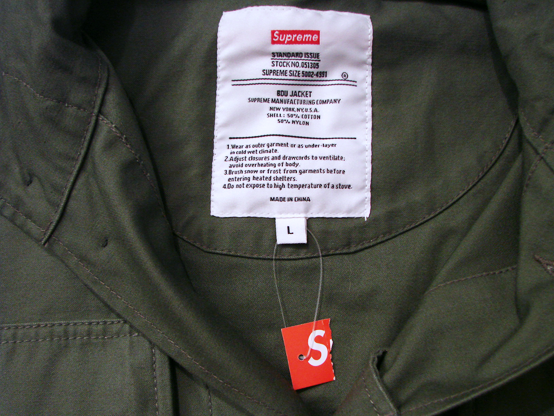 Supreme
STANDARD ISSUE
STOCK NO. 051305
SUPREME SIZE 5002-4991 ®
BDU JACKET
SUPREME MANUFACTURING COMPANY
NEW YORK, NY, U.S.A.
SHELL : 50% COTTON
50% NYLON
1.Wear as outer garment or as under-layer
in cold wet climate.
2.Adjust closures and drawcords to ventilate;
avoid overheating of body.
3.Brush snow or frost from garments before
entering heated shelters.
4.Do not expose to high temperature of a stove.
MADE IN CHINA
L
S